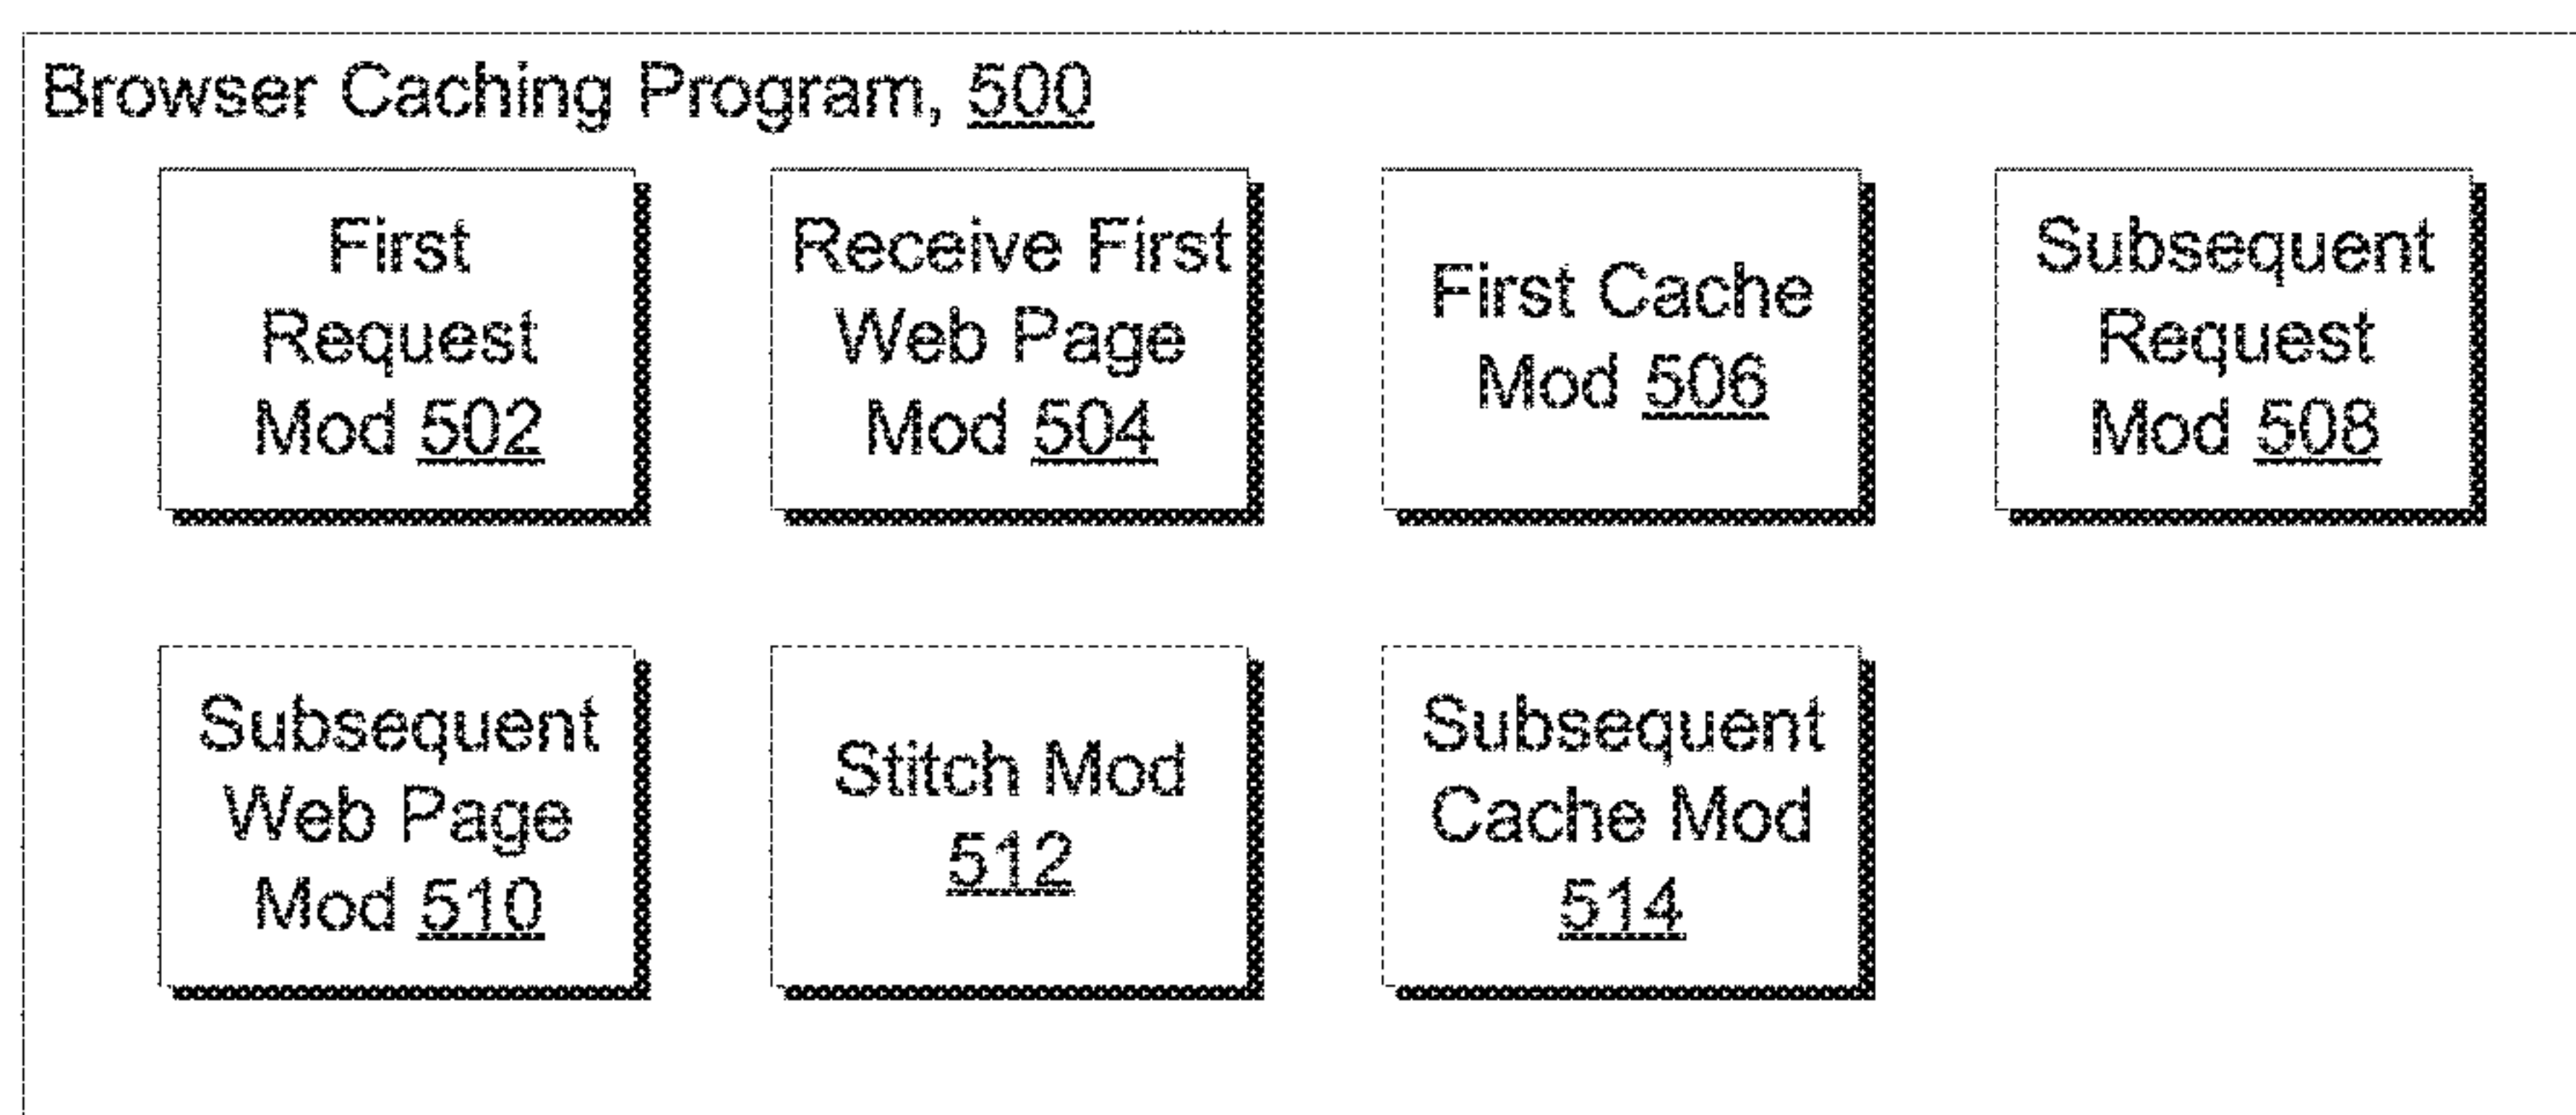 Browser Caching Program, 500
First
Request
Mod 502
Receive First
Web Page
Mod 504
First Cache
Mod 506
Subsequent
Request
Mod 508
Subsequent
Web Page
Mod 510
Stitch Mod
512
Subsequent
Cache Mod
514